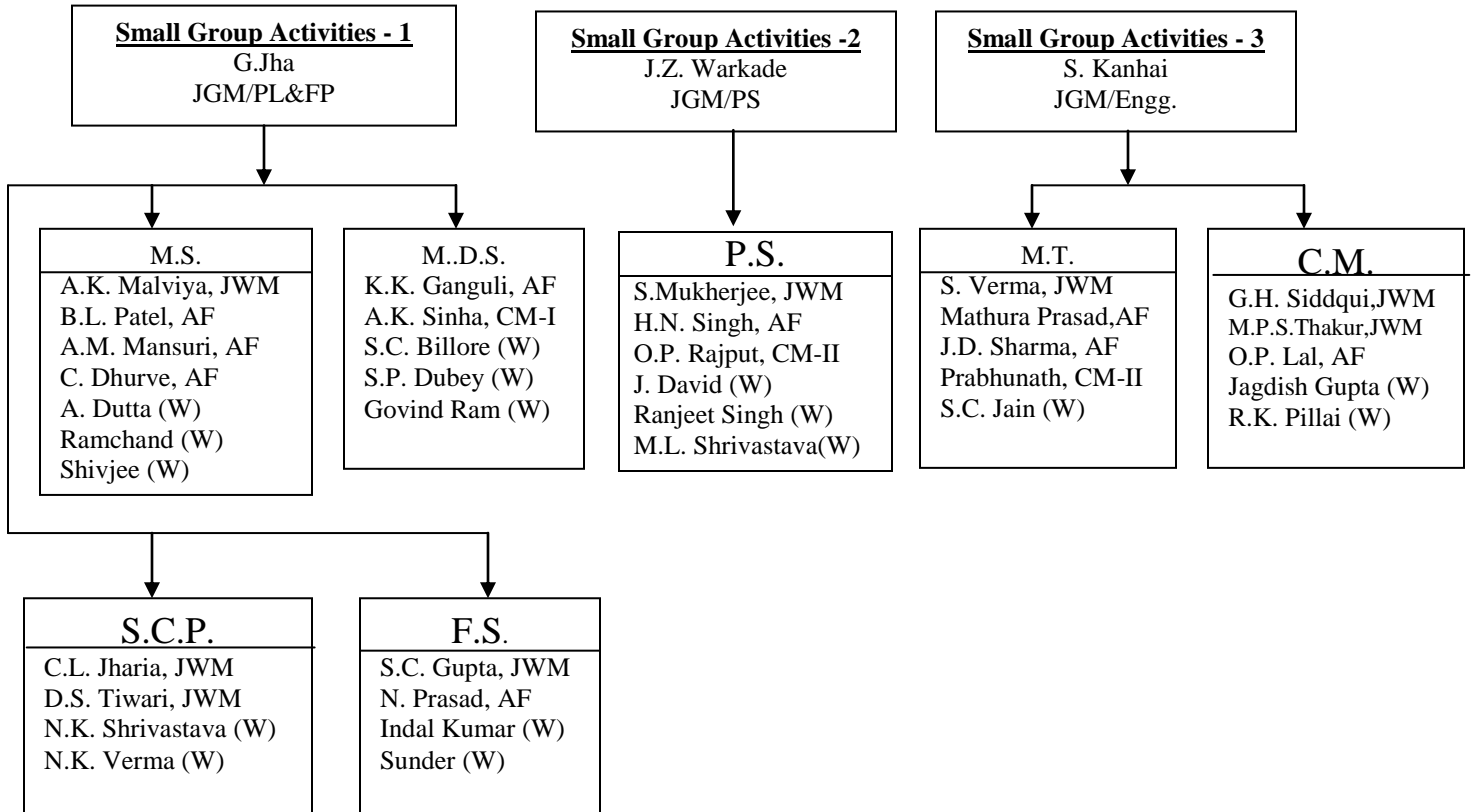 Small Group Activities - 1
G.Jha
JGM/PL&FP
Small Group Activities -2
J.Z. Warkade
JGM/PS
Small Group Activities - 3
S. Kanhai
JGM/Engg.
M.S.
A.K. Malviya, JWM
B.L. Patel, AF
A.M. Mansuri, AF
C. Dhurve, AF
A. Dutta (W)
Ramchand (W)
Shivjee (W)
M..D.S.
K.K. Ganguli, AF
A.K. Sinha, CM-I
S.C. Billore (W)
S.P. Dubey (W)
Govind Ram (W)
P.S.
S.Mukherjee, JWM
H.N. Singh, AF
O.P. Rajput, CM-II
J. David (W)
Ranjeet Singh (W)
M.L. Shrivastava(W)
M.T.
S. Verma, JWM
Mathura Prasad,AF
J.D. Sharma, AF
Prabhunath, CM-II
S.C. Jain (W)
C.M.
G.H. Siddqui,JWM
M.P.S.Thakur,JWM
O.P. Lal, AF
Jagdish Gupta (W)
R.K. Pillai (W)
S.C.P.
C.L. Jharia, JWM
D.S. Tiwari, JWM
N.K. Shrivastava (W)
N.K. Verma (W)
F.S.
S.C. Gupta, JWM
N. Prasad, AF
Indal Kumar (W)
Sunder (W)